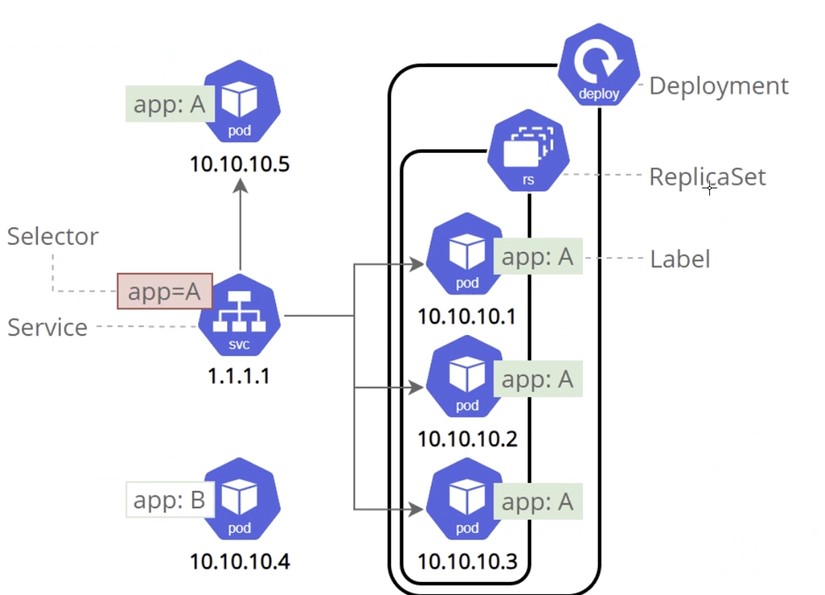 deploy
Deployment
app: A
pod
10.10.10.5
rs
ReplicaSet
Selector
app=A
Service
svc
1.1.1.1
pod
app: A
Label
10.10.10.1
pod
app: A
10.10.10.2
app: B
pod
10.10.10.4
pod
app: A
10.10.10.3